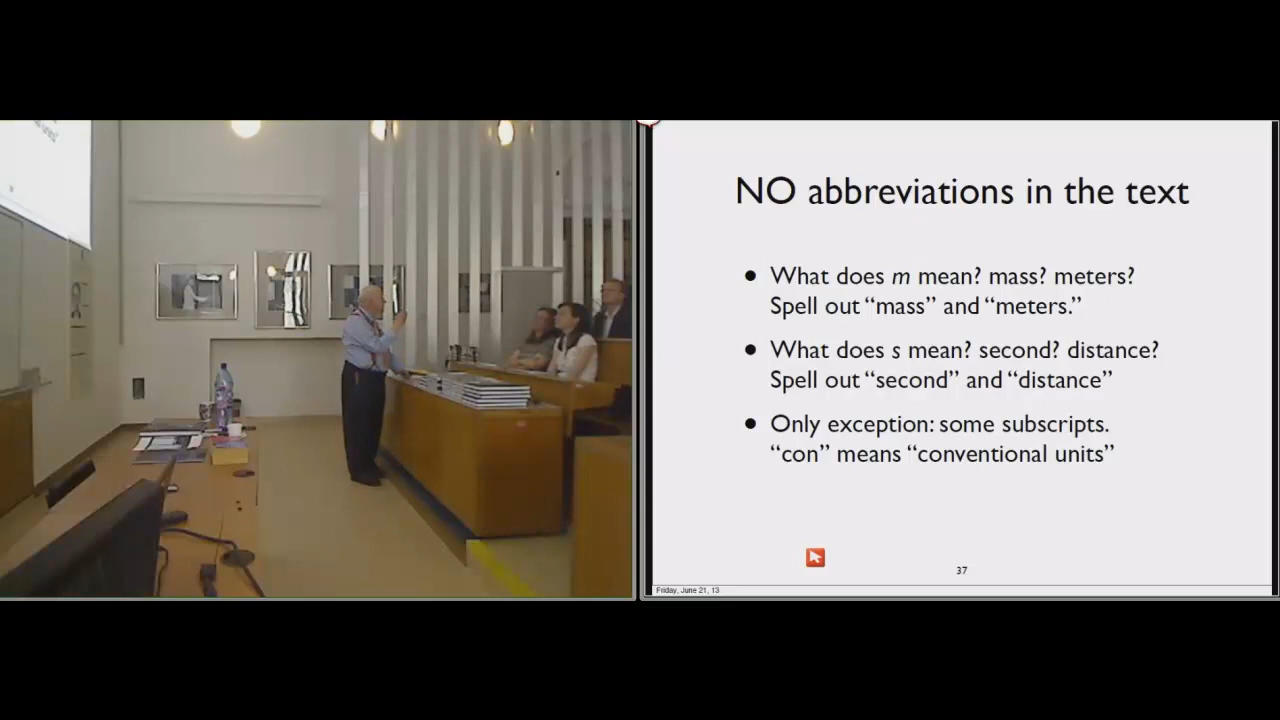 NO abbreviations in the text
• What does m mean? mass? meters?
Spell out “mass” and “meters.”
• What does s mean? second? distance?
Spell out “second” and “distance”
• Only exception: some subscripts.
“con” means “conventional units”
37
Friday, June 21, 13